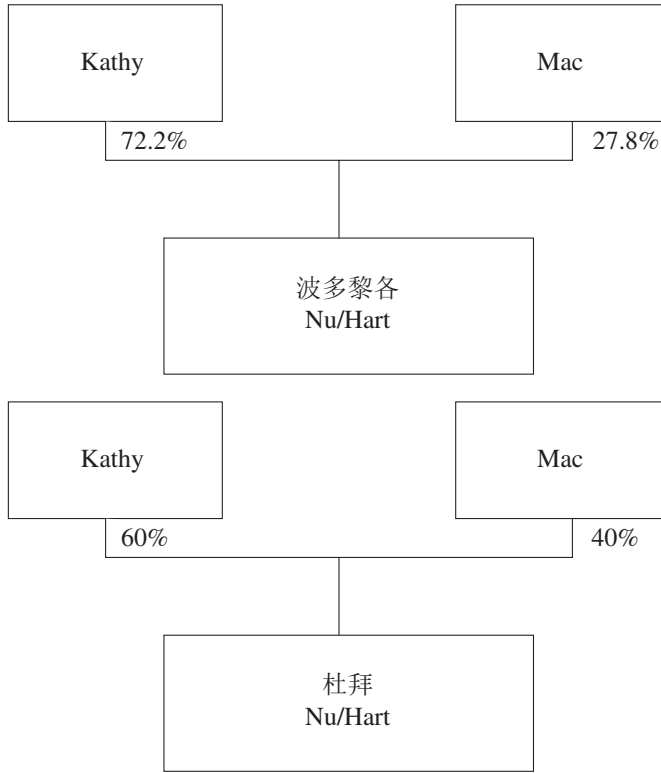 Kathy
Mac
72.2%
27.8%
波多黎各
Nu/Hart
Kathy
Mac
60%
40%
杜拜
Nu/Hart